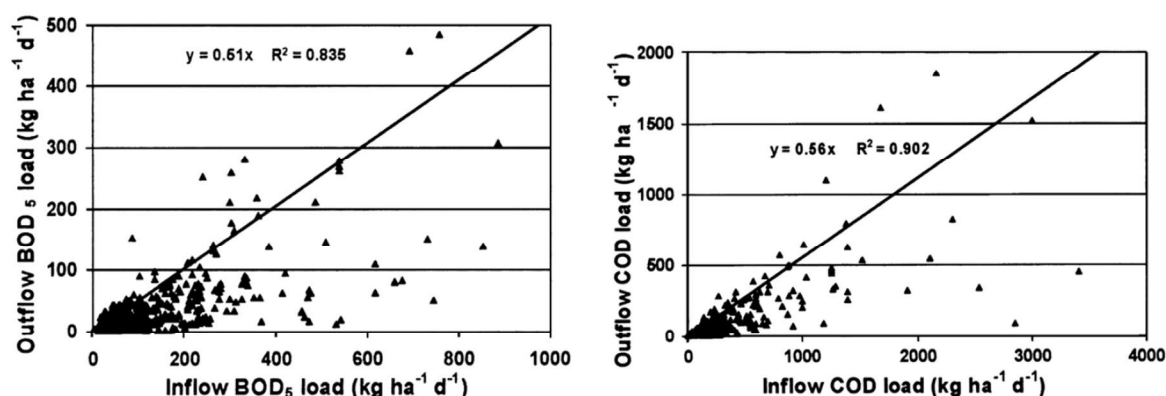 Outflow BOD₅ load (kg ha⁻¹ d⁻¹)
500
400
300
200
100
0
y = 0.51x R² = 0.835
0 200 400 600 800 1000
Inflow BOD₅ load (kg ha⁻¹ d⁻¹)
Outflow COD load (kg ha⁻¹ d⁻¹)
2000
1500
1000
500
0
y = 0.56x R² = 0.902
0 1000 2000 3000 4000
Inflow COD load (kg ha⁻¹ d⁻¹)